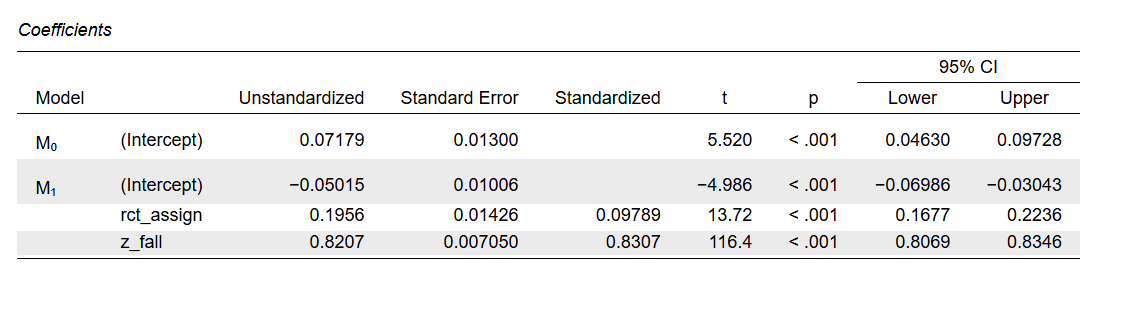 Coefficients
95% CI
Model Unstandardized Standard Error Standardized t p Lower Upper
M₀ (Intercept) 0.07179 0.01300 5.520 < .001 0.04630 0.09728
M₁ (Intercept) −0.05015 0.01006 −4.986 < .001 −0.06986 −0.03043
rct_assign 0.1956 0.01426 0.09789 13.72 < .001 0.1677 0.2236
z_fall 0.8207 0.007050 0.8307 116.4 < .001 0.8069 0.8346